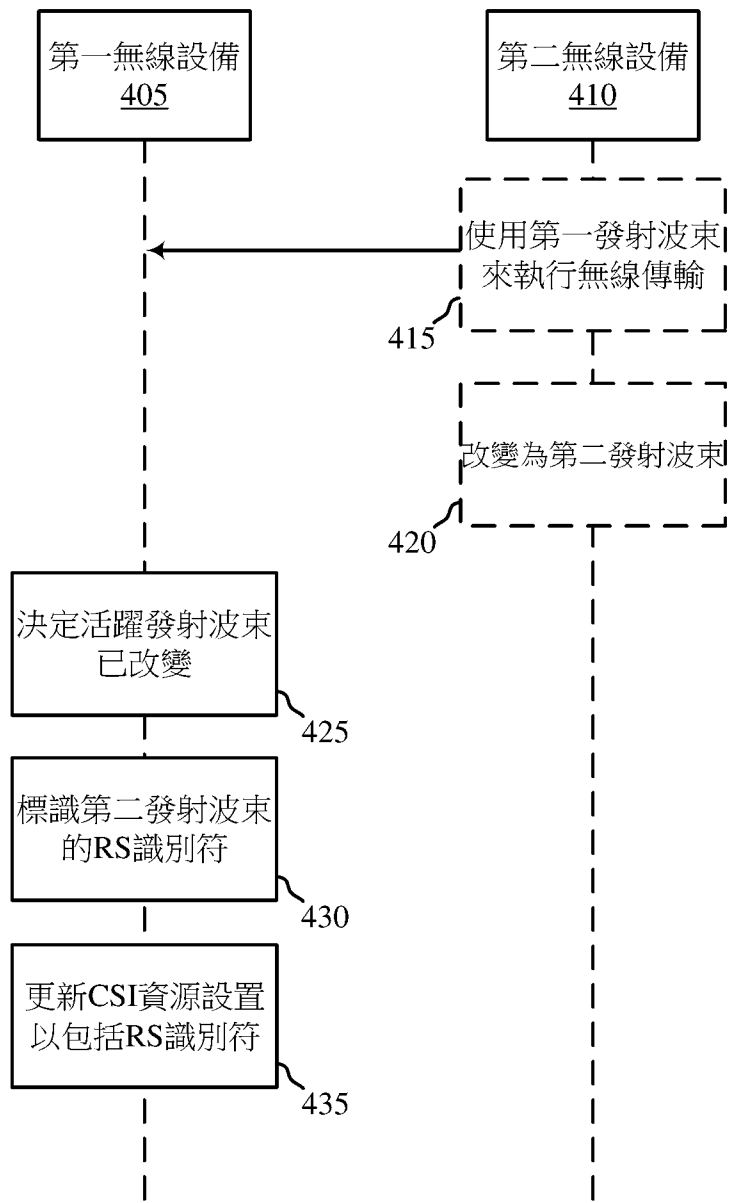 第一無線設備
405
第二無線設備
410
使用第一發射波束
來執行無線傳輸
415
改變為第二發射波束
420
決定活躍發射波束
已改變
425
標識第二發射波束
的RS識別符
430
更新CSI資源設置
以包括RS識別符
435